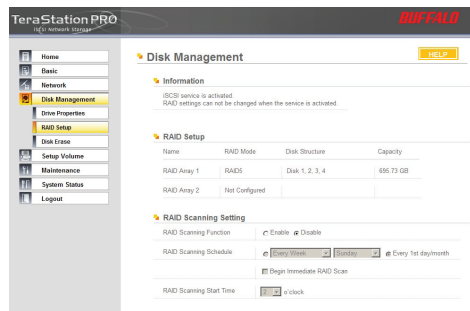 TeraStation PRO
iSCSI Network Storage
BUFFALO
Home
Basic
Network
Disk Management
Drive Properties
RAID Setup
Disk Erase
Setup Volume
Maintenance
System Status
Logout
Disk Management
HELP
Information
iSCSI service is activated.
RAID settings can not be changed when the service is activated.
RAID Setup
Name RAID Mode Disk Structure Capacity
RAID Array 1 RAID5 Disk 1, 2, 3, 4 695.73 GB
RAID Array 2 Not Configured
RAID Scanning Setting
RAID Scanning Function Enable Disable
RAID Scanning Schedule Every Week Sunday Every 1st day/month
Begin Immediate RAID Scan
RAID Scanning Start Time 2 o'clock